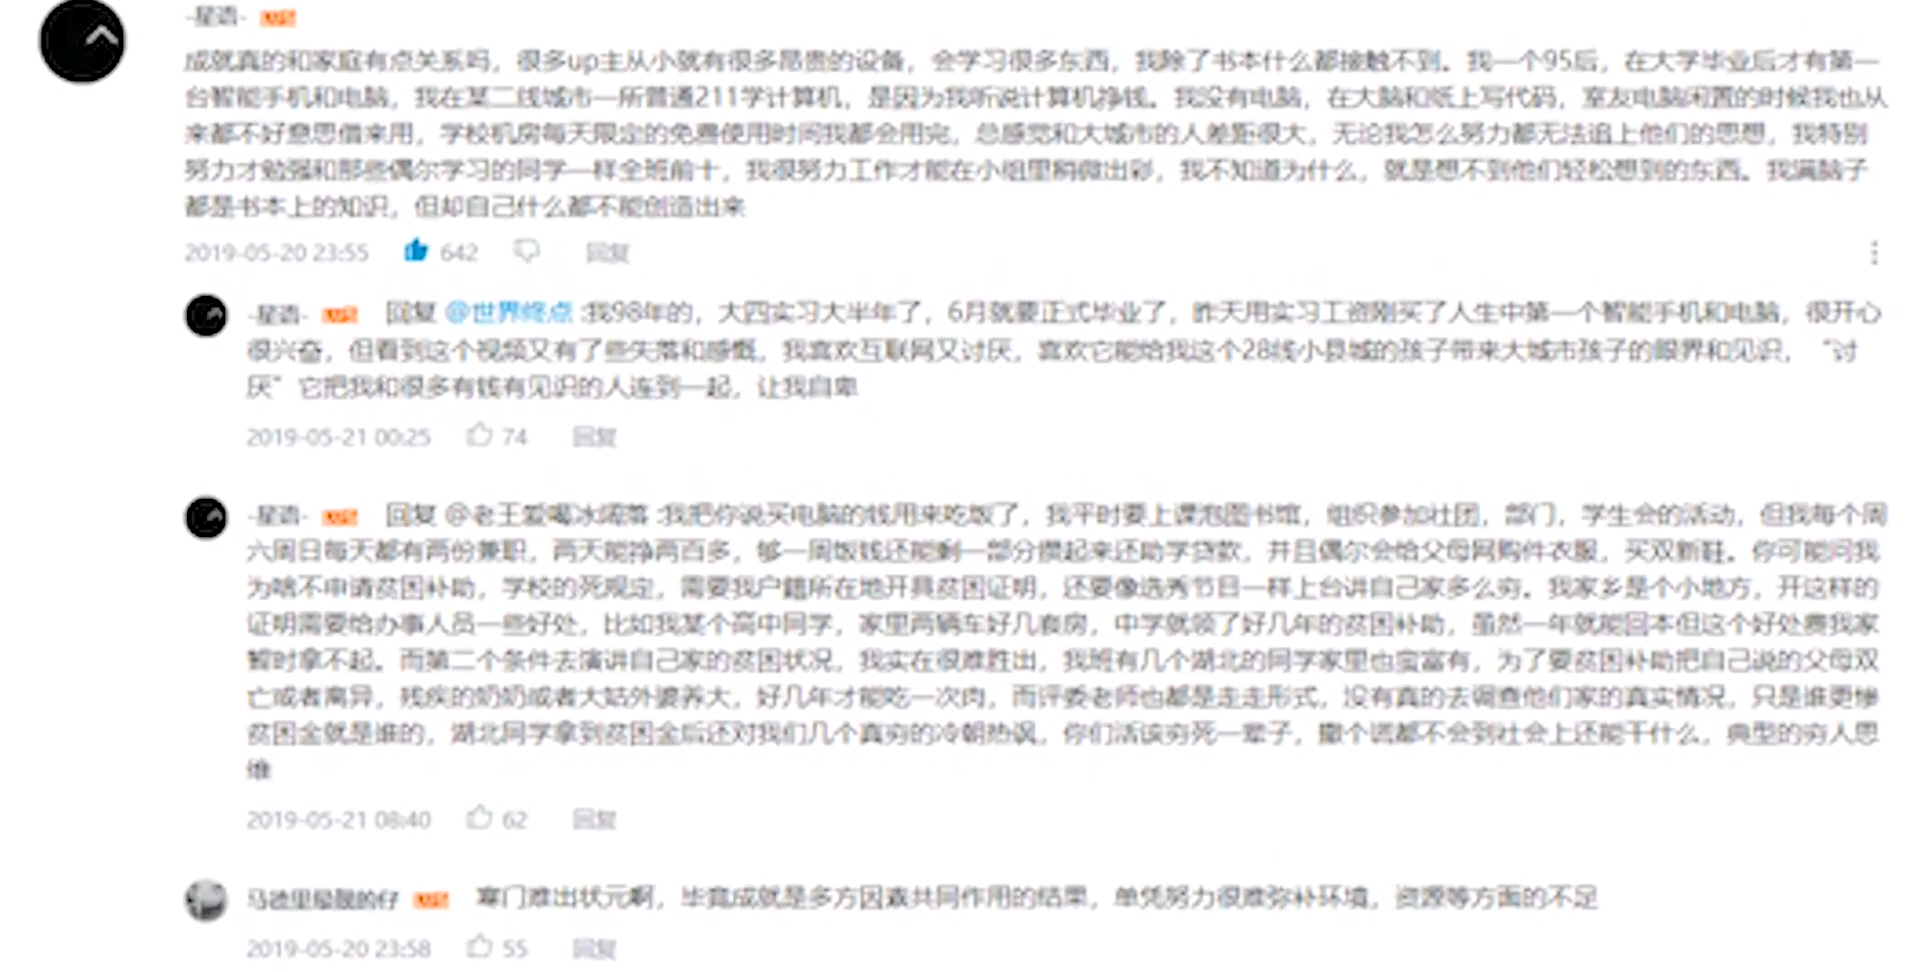 -星语-
成就真的和家庭有点关系吗，很多up主从小就有很多昂贵的设备，会学习很多东西，我除了书本什么都接触不到。我一个95后，在大学毕业后才有第一
台智能手机和电脑，我在某二线城市一所普通211学计算机，是因为我听说计算机挣钱。我没有电脑，在大脑和纸上写代码，室友电脑闲置的时候我也从
来都不好意思借来用，学校机房每天限定的免费使用时间我都会用完，总感觉和大城市的人差距很大，无论我怎么努力都无法追上他们的思想，我特别
努力才勉强和那些偶尔学习的同学一样全班前十，我很努力工作才能在小组里稍微出彩，我不知道为什么，就是想不到他们轻松想到的东西。我满脑子
都是书本上的知识，但却自己什么都不能创造出来
2019-05-20 23:55 642 回复
-星语- 回复 @世界终点 :我98年的，大四实习大半年了，6月就要正式毕业了，昨天用实习工资刚买了人生中第一个智能手机和电脑，很开心
很兴奋，但看到这个视频又有了些失落和感慨，我喜欢互联网又讨厌，喜欢它能给我这个28线小县城的孩子带来大城市孩子的眼界和见识，“讨
厌”它把我和很多有钱有见识的人连到一起，让我自卑
2019-05-21 00:25 74 回复
-星语- 回复 @老王爱喝冰阔落 :我把你说买电脑的钱用来吃饭了，我平时要上课泡图书馆，组织参加社团，部门，学生会的活动，但我每个周
六周日每天都有两份兼职，两天能挣两百多，够一周饭钱还能剩一部分攒起来还助学贷款，并且偶尔会给父母网购件衣服，买双新鞋。你可能问我
为啥不申请贫困补助，学校的死规定，需要我户籍所在地开具贫困证明，还要像选秀节目一样上台讲自己家多么穷。我家乡是个小地方，开这样的
证明需要给办事人员一些好处，比如我某个高中同学，家里两辆车好几套房，中学就领了好几年的贫困补助，虽然一年就能回本但这个好处费我家
暂时拿不起。而第二个条件去演讲自己家的贫困状况，我实在很难胜出，我班有几个湖北的同学家里也蛮富有，为了要贫困补助把自己说的父母双
亡或者离异，残疾的奶奶或者大姑外婆养大，好几年才能吃一次肉，而评委老师也都是走走形式，没有真的去调查他们家的真实情况，只是谁更惨
贫困金就是谁的，湖北同学拿到贫困金后还对我们几个真穷的冷朝热讽，你们活该穷死一辈子，撒个谎都不会到社会上还能干什么，典型的穷人思
维
2019-05-21 08:40 62 回复
马德里最靓的仔 寒门难出状元啊，毕竟成就是多方因素共同作用的结果，单凭努力很难弥补环境，资源等方面的不足
2019-05-20 23:58 55 回复